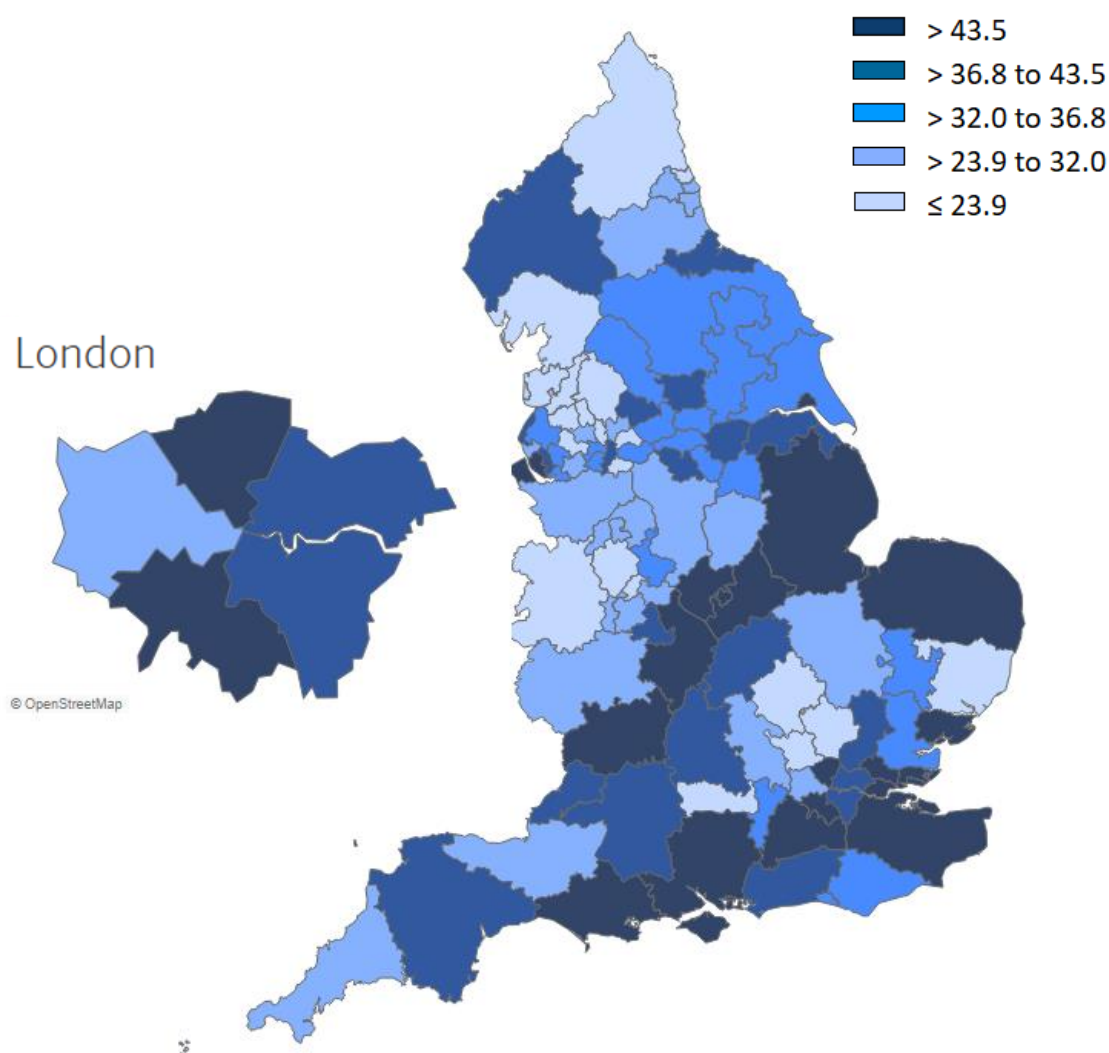 > 43.5
> 36.8 to 43.5
> 32.0 to 36.8
> 23.9 to 32.0
≤ 23.9
London
© OpenStreetMap